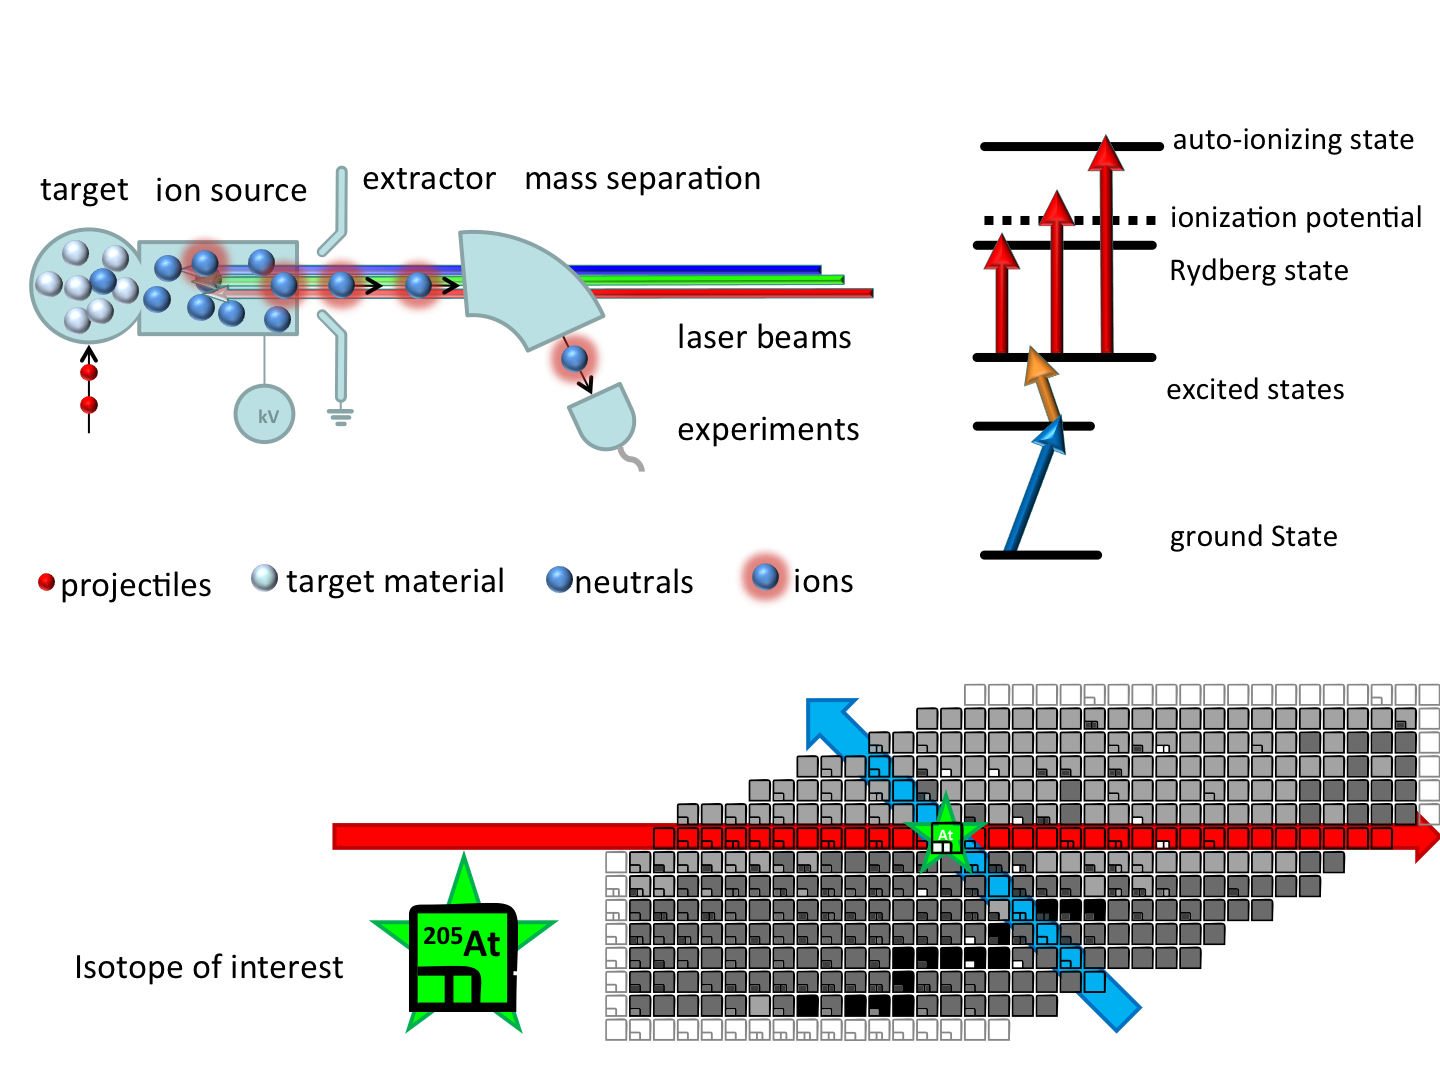 target
ion source
extractor
mass separation
kV
laser beams
experiments
projectiles
target material
neutrals
ions
auto-ionizing state
ionization potential
Rydberg state
excited states
ground State
At
Isotope of interest
²⁰⁵At